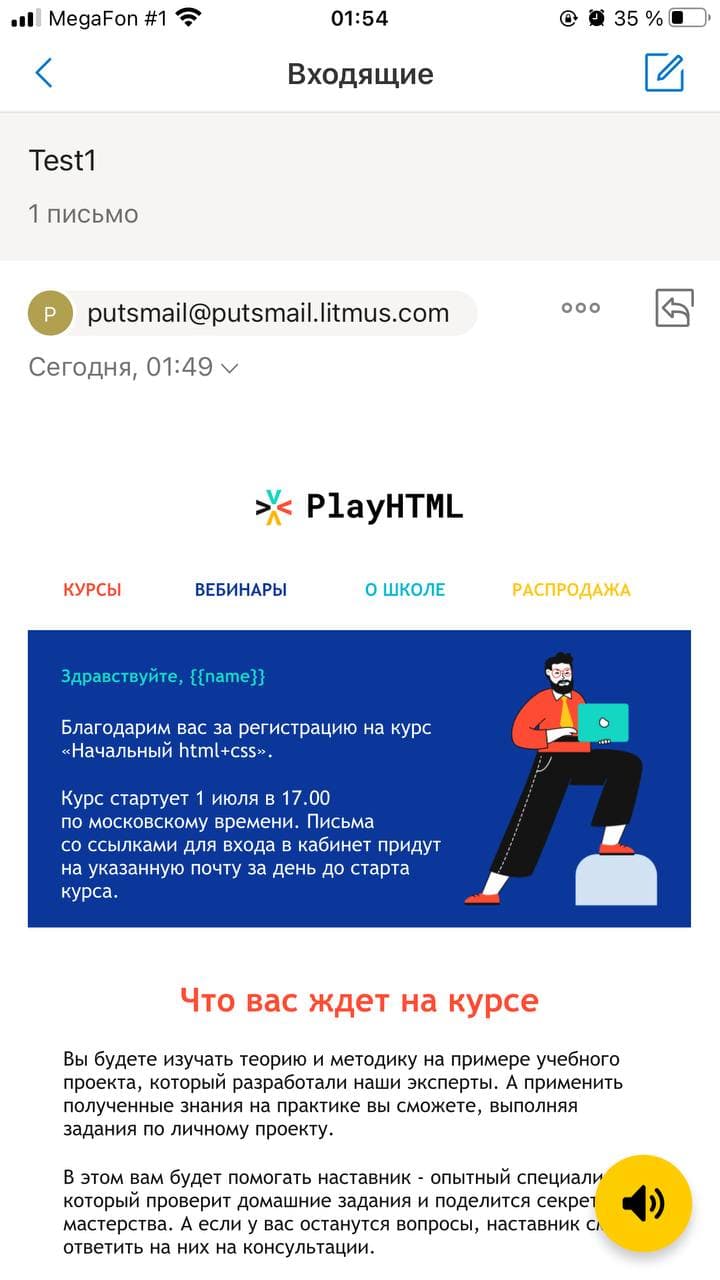 MegaFon #1
01:54
35 %
Входящие
Test1
1 письмо
P
putsmail@putsmail.litmus.com
Сегодня, 01:49
PlayHTML
КУРСЫ
ВЕБИНАРЫ
О ШКОЛЕ
РАСПРОДАЖА
Здравствуйте, {{name}}
Благодарим вас за регистрацию на курс
«Начальный html+css».
Курс стартует 1 июля в 17.00
по московскому времени. Письма
со ссылками для входа в кабинет придут
на указанную почту за день до старта
курса.
Что вас ждет на курсе
Вы будете изучать теорию и методику на примере учебного
проекта, который разработали наши эксперты. А применить
полученные знания на практике вы сможете, выполняя
задания по личному проекту.
В этом вам будет помогать наставник - опытный
который проверит домашние задания и поделится
мастерства. А если у вас останутся вопросы, наставник
ответить на них на консультации.